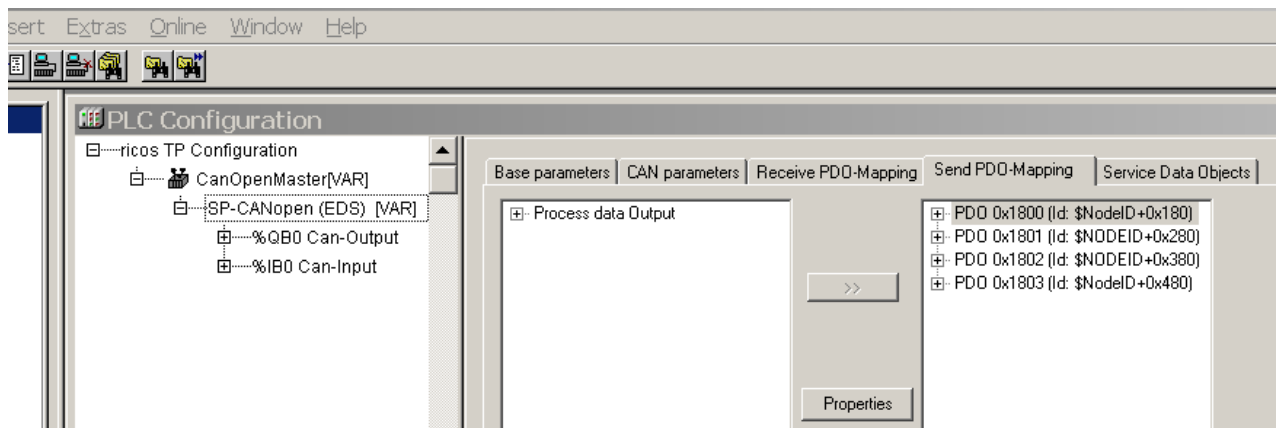 sert Extras Online Window Help
PLC Configuration
ricos TP Configuration
CanOpenMaster[VAR]
SP-CANopen (EDS) [VAR]
%QB0 Can-Output
%IB0 Can-Input
Base parameters CAN parameters Receive PDO-Mapping Send PDO-Mapping Service Data Objects
Process data Output
>>
Properties
PDO 0x1800 (Id: $NodeID+0x180)
PDO 0x1801 (Id: $NODEID+0x280)
PDO 0x1802 (Id: $NODEID+0x380)
PDO 0x1803 (Id: $NodeID+0x480)